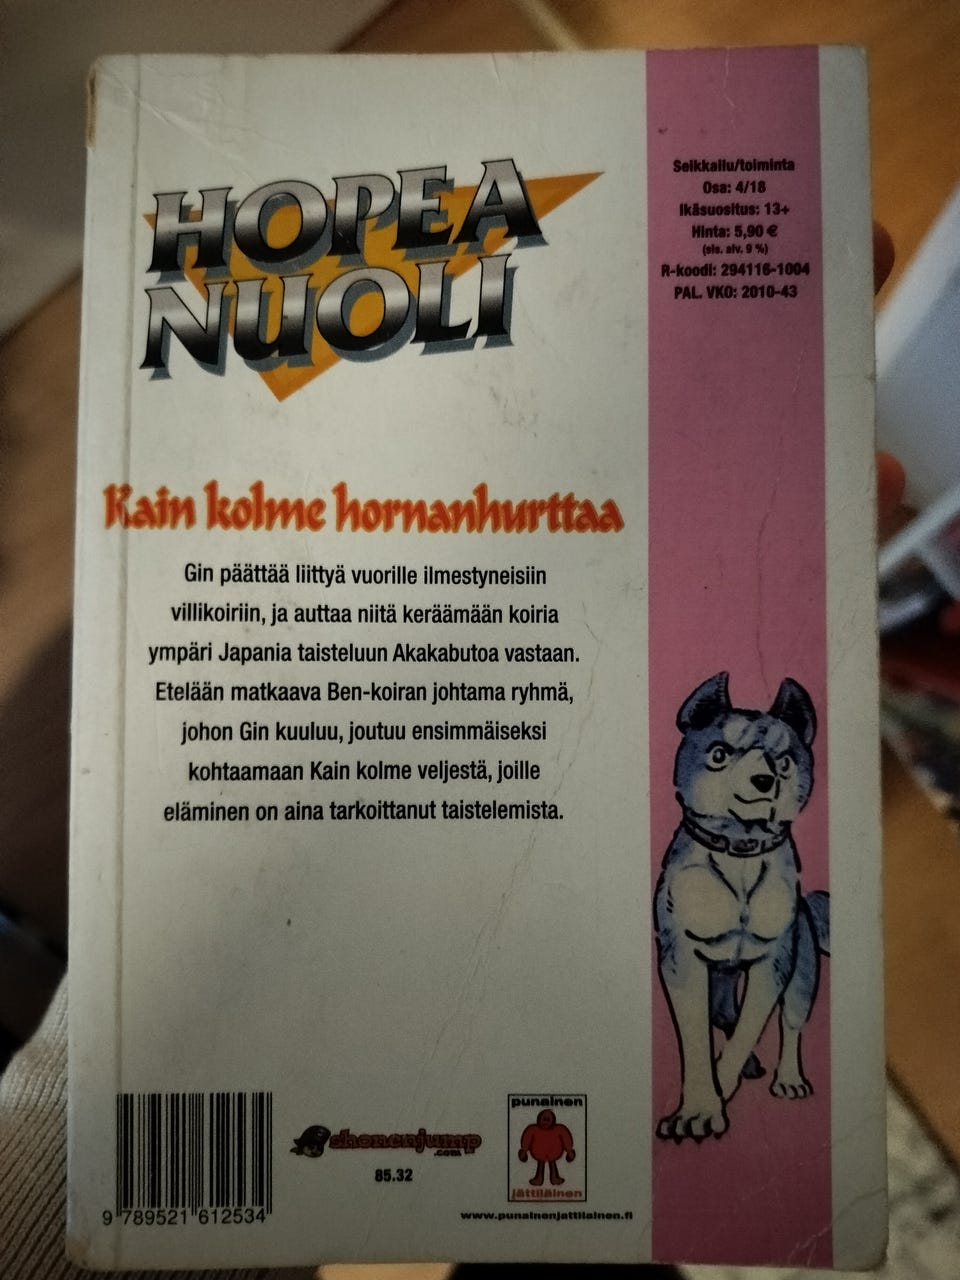 HOPEA
NUOLI
Seikkailu/toiminta
Osa: 4/18
Ikäsuositus: 13+
Hinta: 5,90 €
(sis. alv. 9 %)
R-koodi: 294116-1004
PAL. VKO: 2010-43
Kain kolme hornanhurttaa
Gin päättää liittyä vuorille ilmestyneisiin
villikoiriin, ja auttaa niitä keräämään koiria
ympäri Japania taisteluun Akakabutoa vastaan.
Etelään matkaava Ben-koiran johtama ryhmä,
johon Gin kuuluu, joutuu ensimmäiseksi
kohtaamaan Kain kolme veljestä, joille
eläminen on aina tarkoittanut taistelemista.
9 789521 612534
shonenjump
.com
85.32
punainen
jättiläinen
www.punainenjattilainen.fi